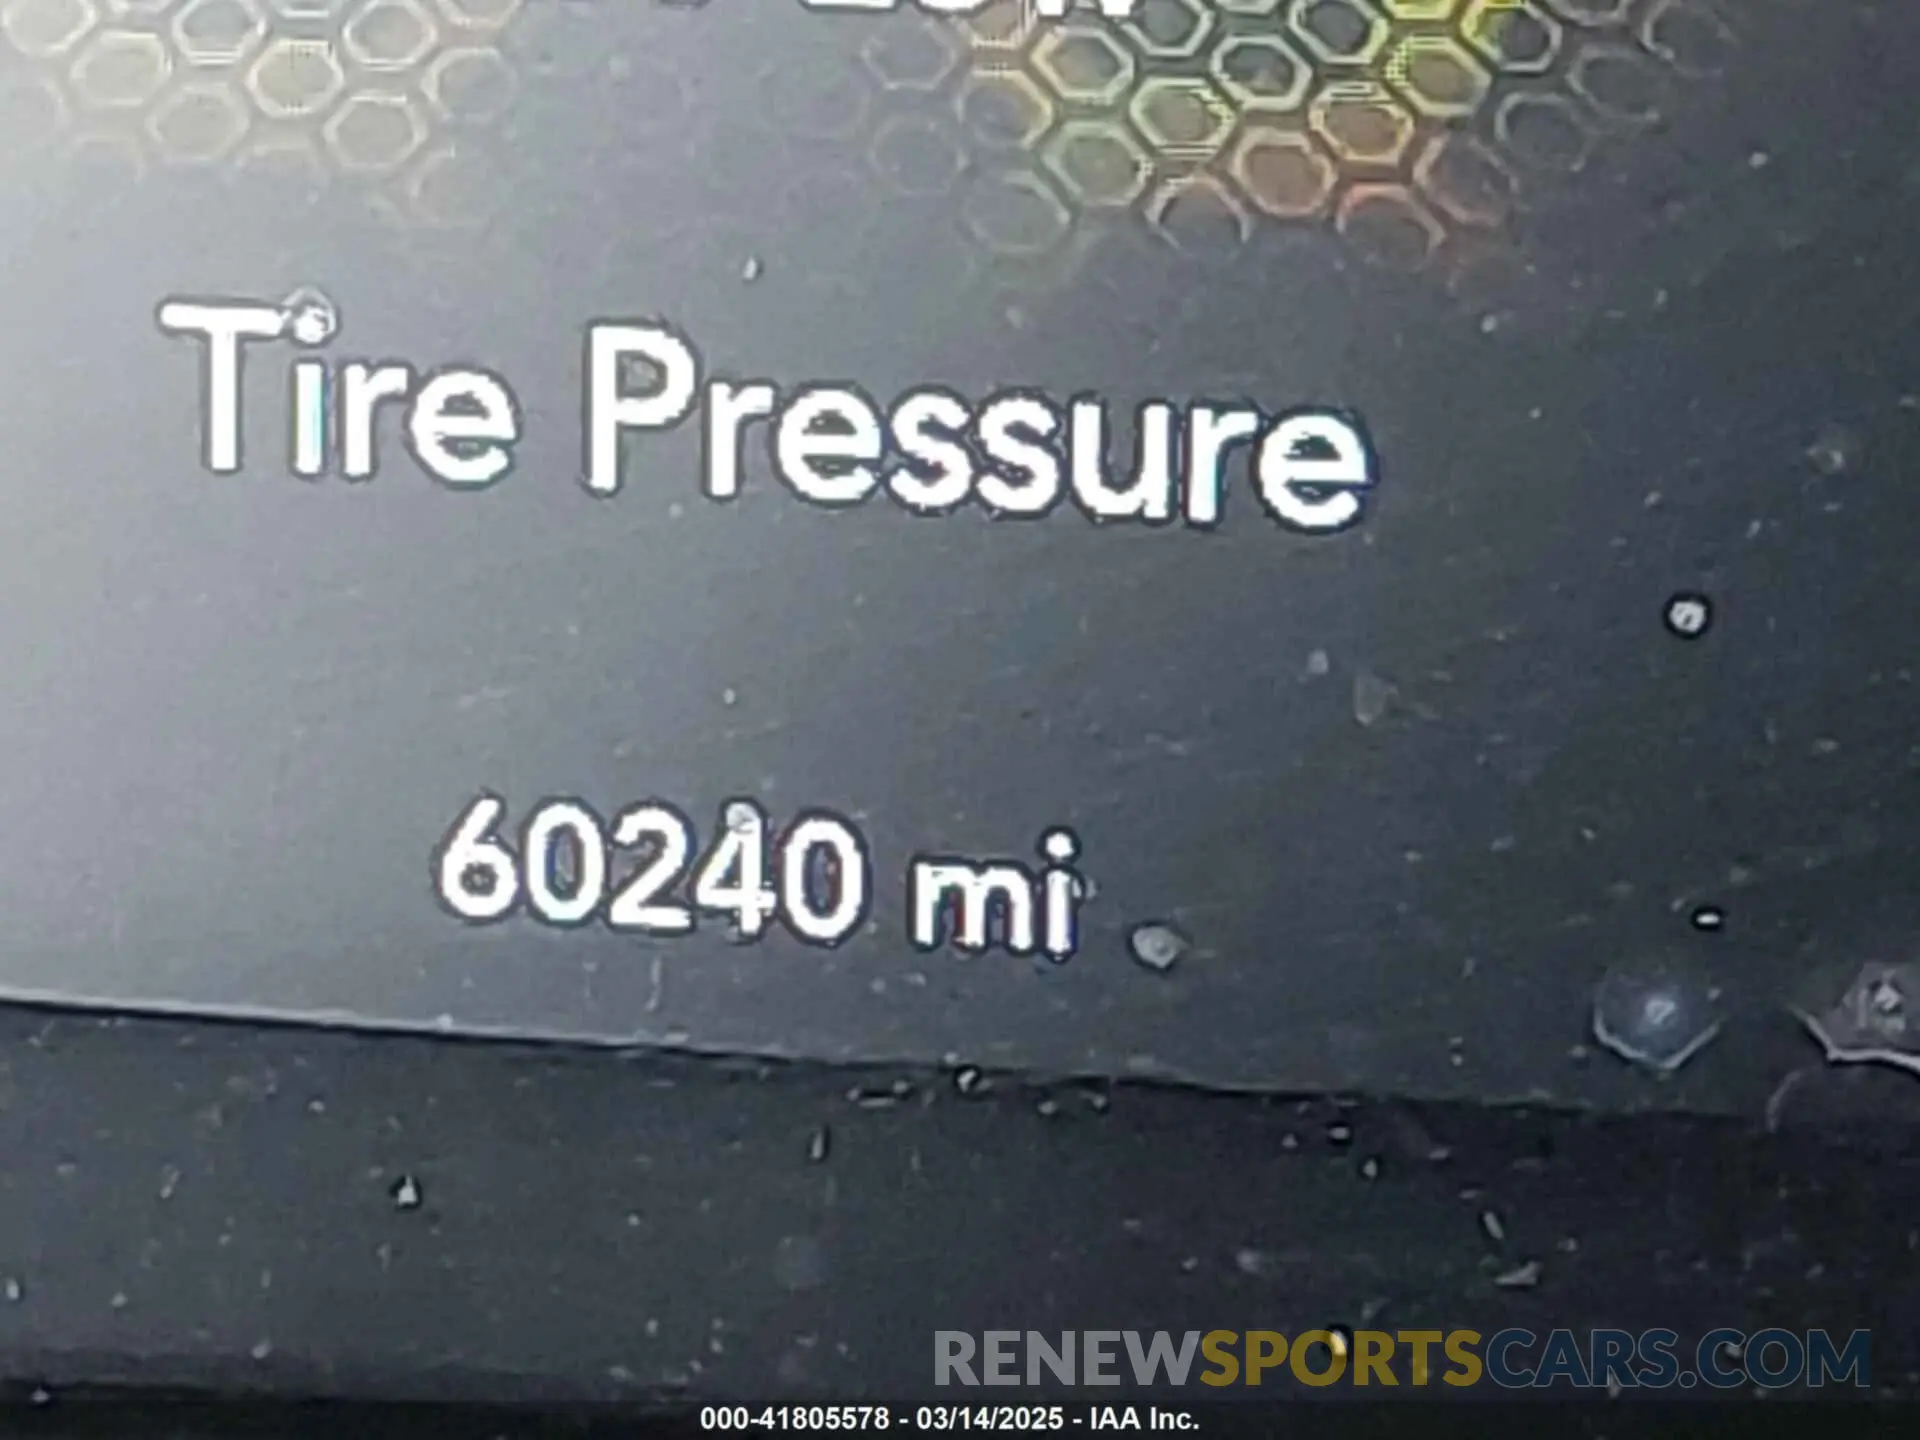 Tire Pressure
60240 mi
RENEWSPORTSCARS.COM
000-41805578 - 03/14/2025 - IAA Inc.